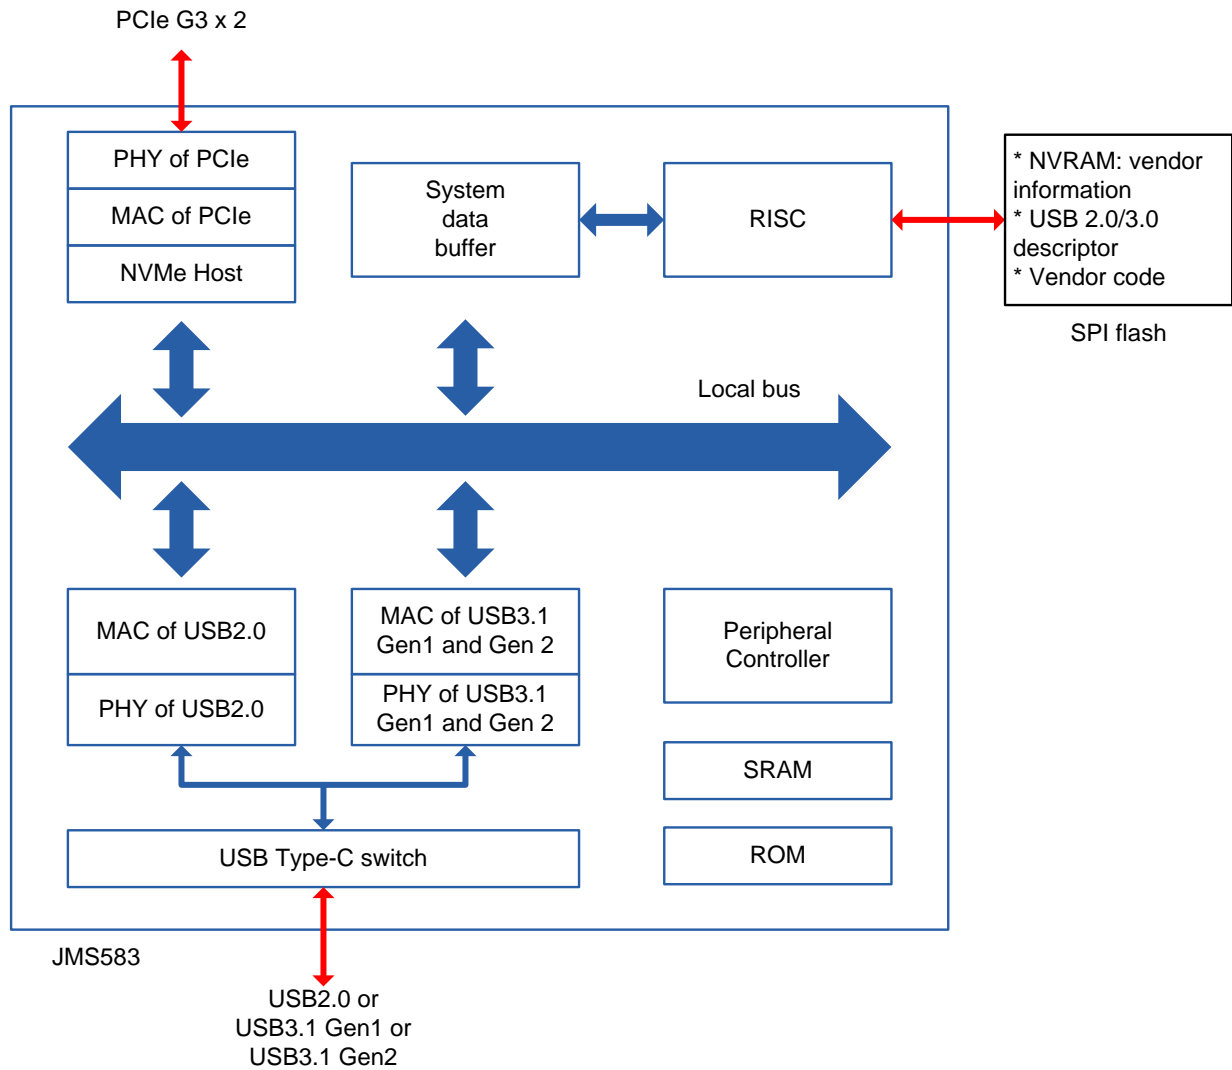 PCIe G3 x 2
PHY of PCIe
MAC of PCIe
NVMe Host
System
data
buffer
RISC
* NVRAM: vendor
information
* USB 2.0/3.0
descriptor
* Vendor code
SPI flash
Local bus
MAC of USB2.0
PHY of USB2.0
MAC of USB3.1
Gen1 and Gen 2
PHY of USB3.1
Gen1 and Gen 2
Peripheral
Controller
SRAM
ROM
USB Type-C switch
JMS583
USB2.0 or
USB3.1 Gen1 or
USB3.1 Gen2